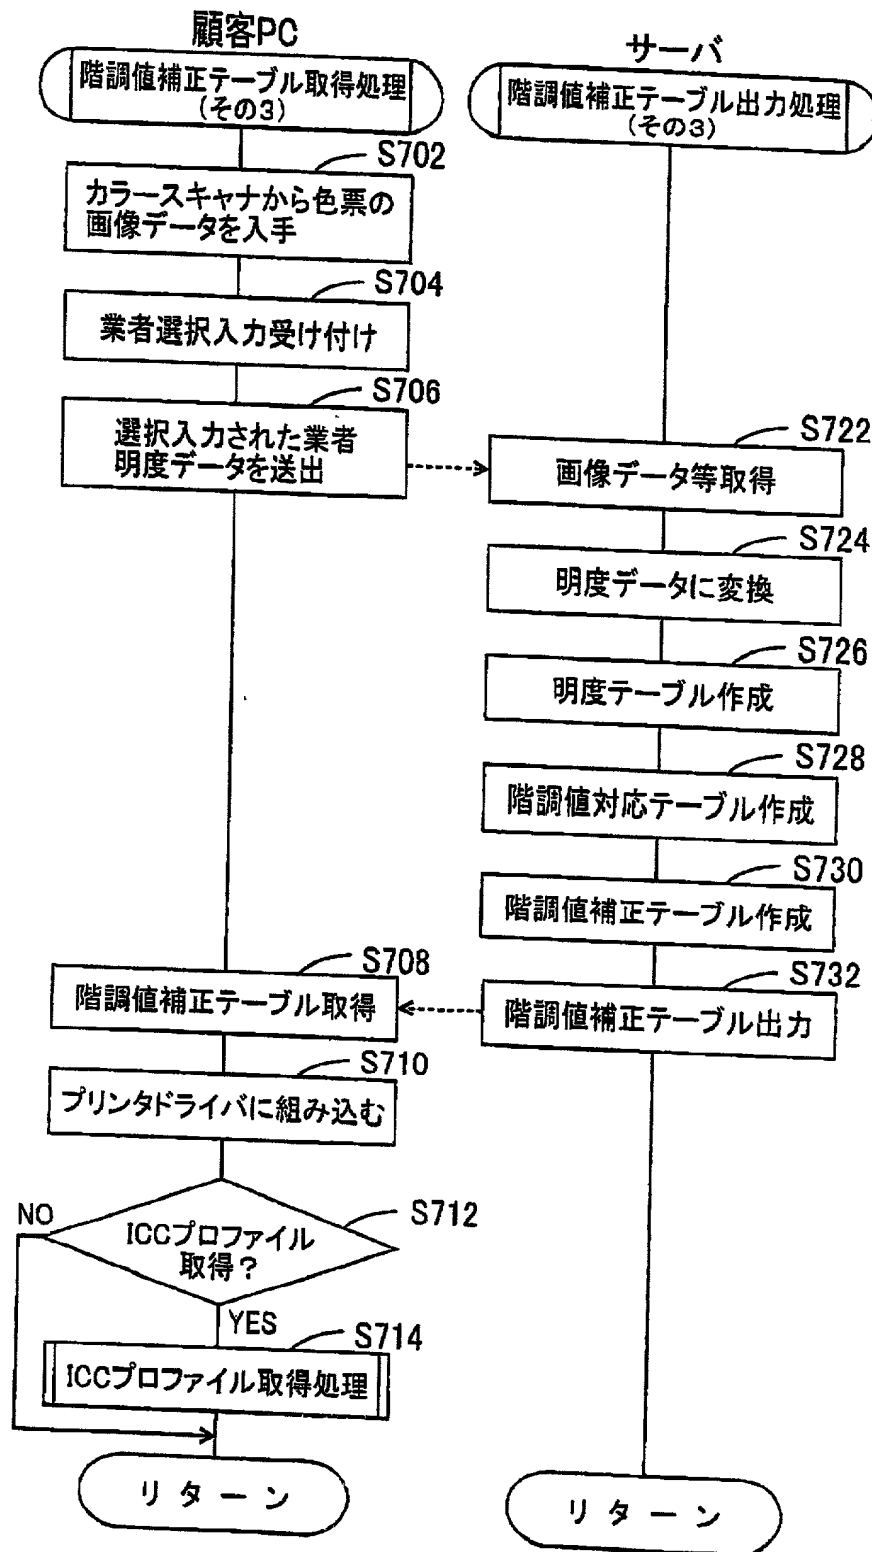 顧客PC
階調値補正テーブル取得処理
(その3)
S702
カラースキャナから色票の
画像データを入手
S704
業者選択入力受け付け
S706
選択入力された業者
明度データを送出
S708
階調値補正テーブル取得
S710
プリンタドライバに組み込む
S712
ICCプロファイル
取得?
NO
YES
S714
ICCプロファイル取得処理
リターン
サーバ
階調値補正テーブル出力処理
(その3)
S722
画像データ等取得
S724
明度データに変換
S726
明度テーブル作成
S728
階調値対応テーブル作成
S730
階調値補正テーブル作成
S732
階調値補正テーブル出力
リターン